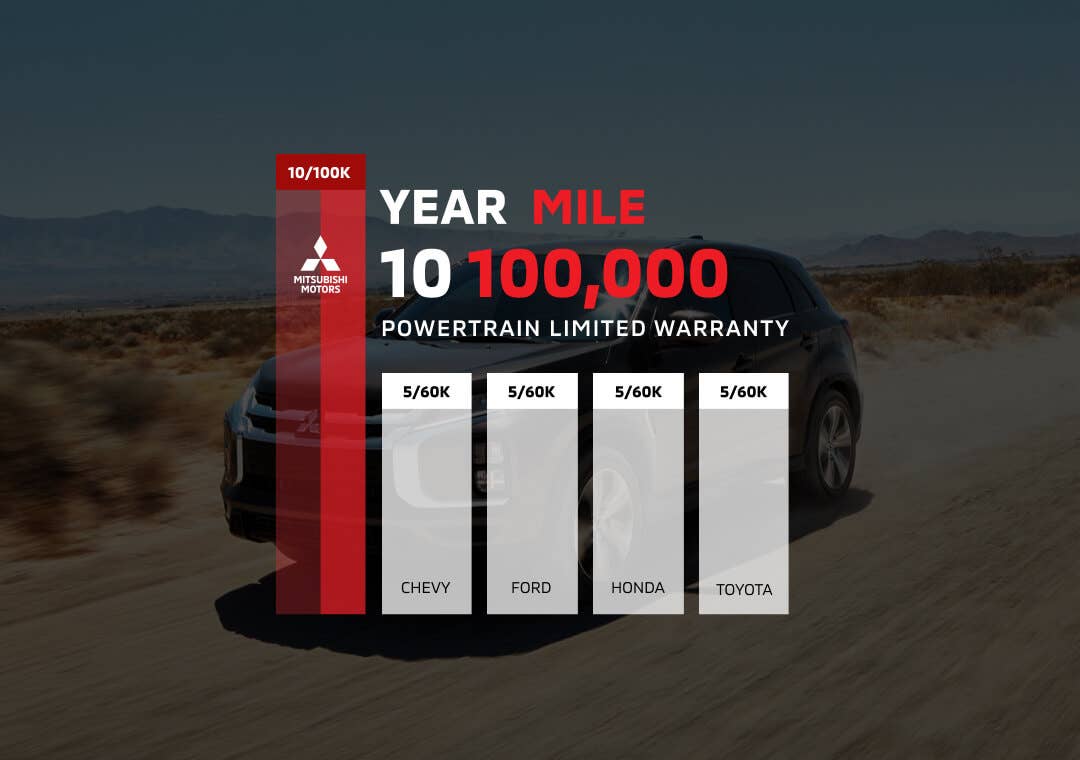 10/100K
MITSUBISHI
MOTORS
YEAR MILE
10 100,000
POWERTRAIN LIMITED WARRANTY
5/60K 5/60K 5/60K 5/60K
CHEVY FORD HONDA TOYOTA